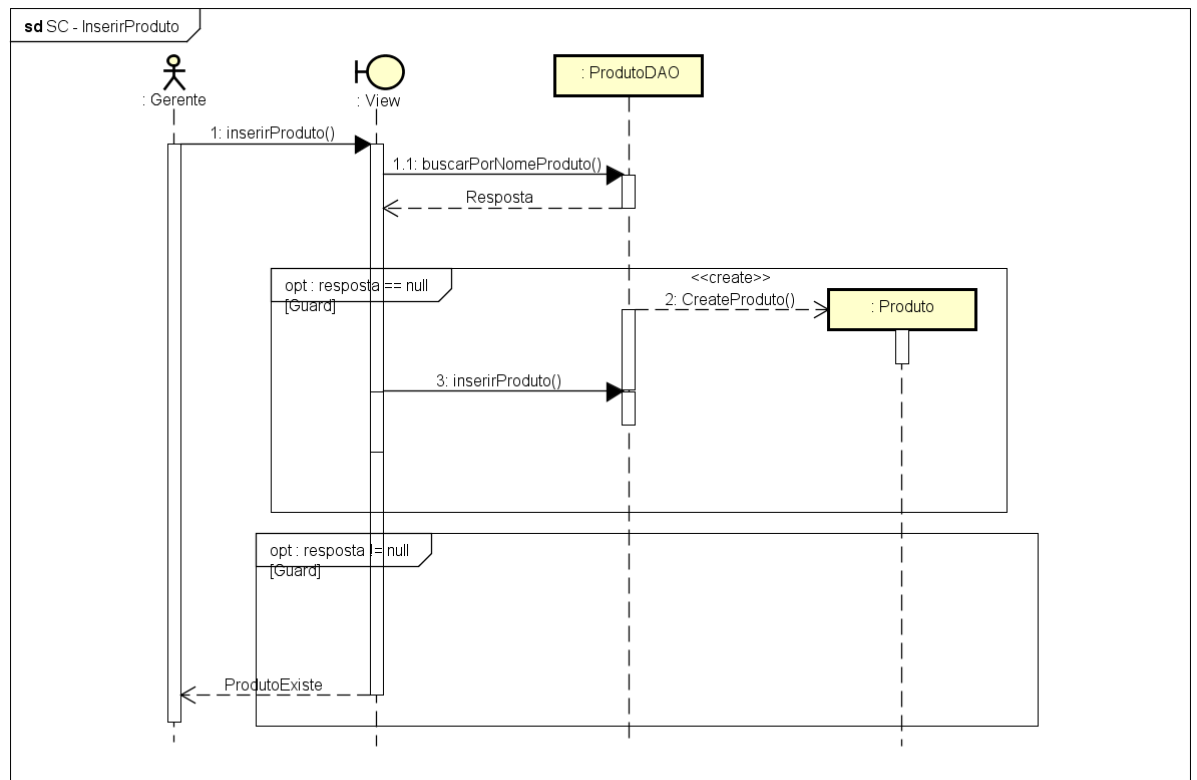 sd SC - InserirProduto
: Gerente
: View
: ProdutoDAO
1: inserirProduto()
1.1: buscarPorNomeProduto()
Resposta
opt : resposta == null
[Guard]
<<create>>
2: CreateProduto()
: Produto
3: inserirProduto()
opt : resposta != null
[Guard]
ProdutoExiste